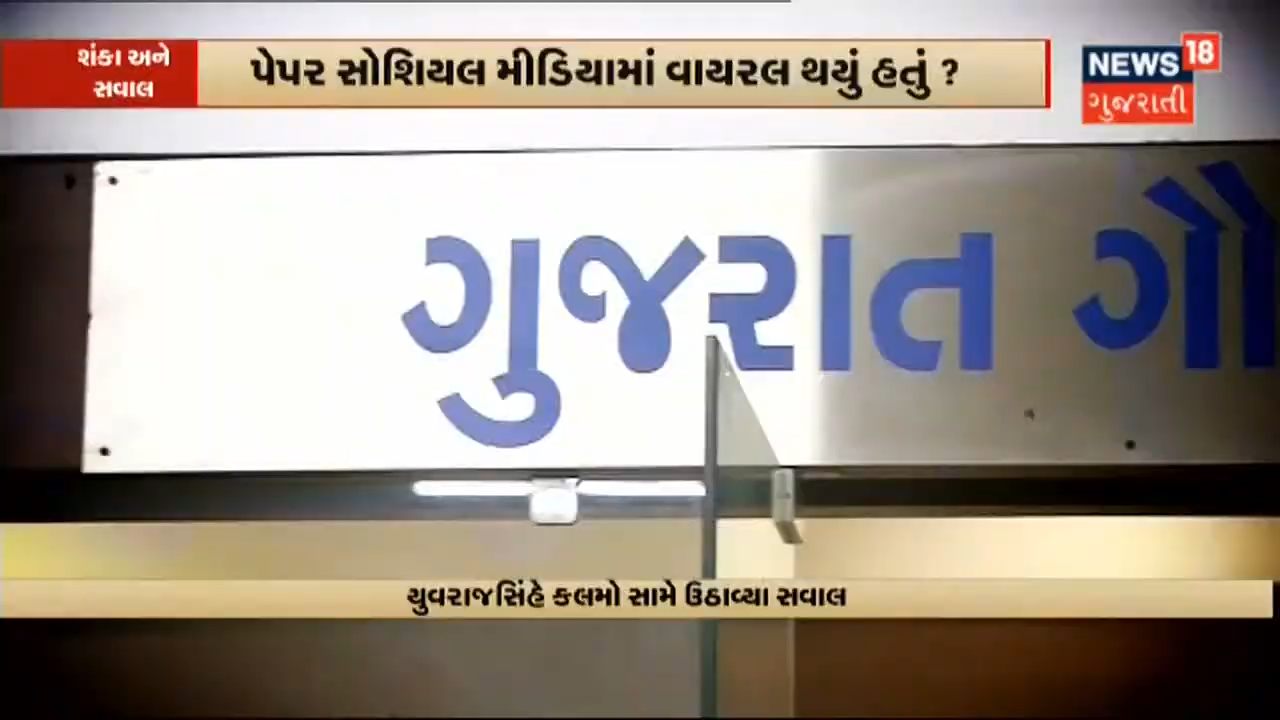 શંકા અને
સવાલ
પેપર સોશિયલ મીડિયામાં વાયરલ થયું હતું ?
NEWS 18
ગુજરાતી
ગુજરાત ગૌ
યુવરાજસિંહે કલમો સામે ઉઠાવ્યા સવાલ